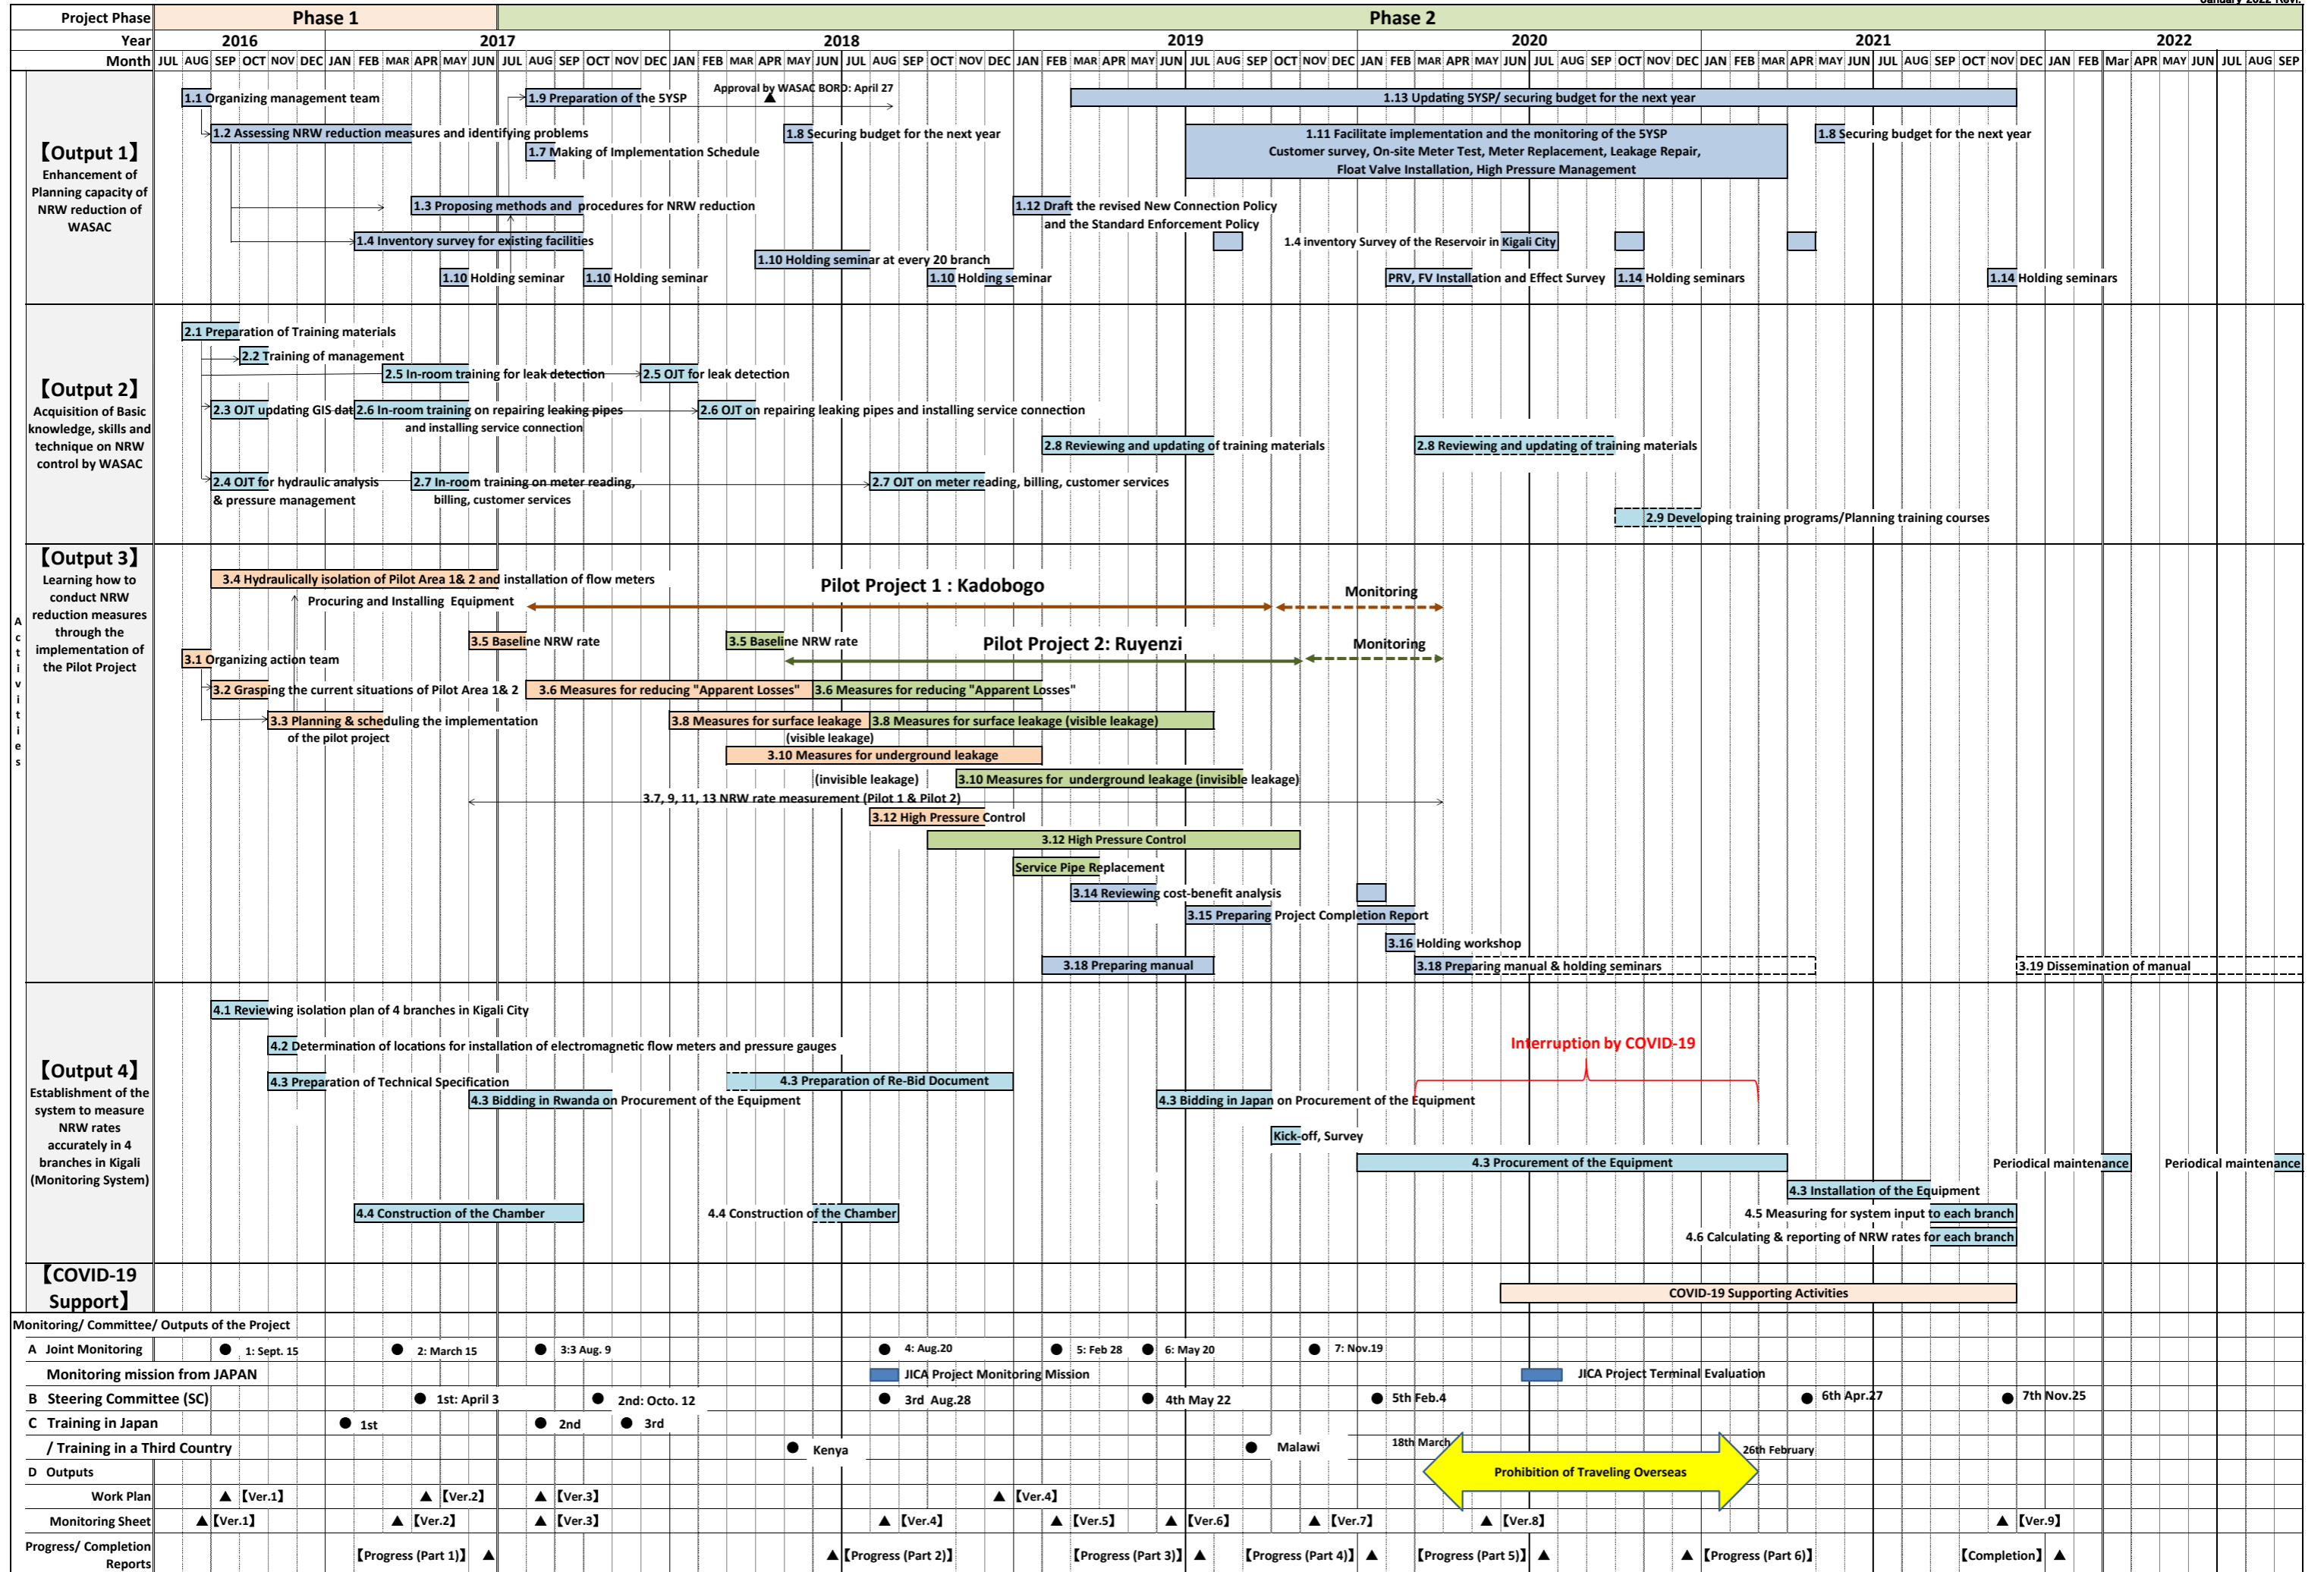 January 2022 Revi.
Project Phase Phase 1 Phase 2
Year 2016 2017 2018 2019 2020 2021 2022
Month JUL AUG SEP OCT NOV DEC JAN FEB MAR APR MAY JUN JUL AUG SEP OCT NOV DEC JAN FEB MAR APR MAY JUN JUL AUG SEP OCT NOV DEC JAN FEB MAR APR MAY JUN JUL AUG SEP OCT NOV DEC JAN FEB MAR APR MAY JUN JUL AUG SEP OCT NOV DEC JAN FEB MAR APR MAY JUN JUL AUG SEP OCT NOV DEC JAN FEB Mar APR MAY JUN JUL AUG SEP
Activities
【Output 1】
Enhancement of
Planning capacity of
NRW reduction of
WASAC
Approval by WASAC BORD: April 27
1.1 Organizing management team
1.9 Preparation of the 5YSP
1.13 Updating 5YSP/ securing budget for the next year
1.2 Assessing NRW reduction measures and identifying problems
1.8 Securing budget for the next year
1.11 Facilitate implementation and the monitoring of the 5YSP
Customer survey, On-site Meter Test, Meter Replacement, Leakage Repair,
Float Valve Installation, High Pressure Management
1.8 Securing budget for the next year
1.7 Making of Implementation Schedule
1.3 Proposing methods and procedures for NRW reduction
1.12 Draft the revised New Connection Policy
and the Standard Enforcement Policy
1.4 Inventory survey for existing facilities
1.4 inventory Survey of the Reservoir in Kigali City
1.10 Holding seminar at every 20 branch
1.10 Holding seminar
1.10 Holding seminar
1.10 Holding seminar
PRV, FV Installation and Effect Survey
1.14 Holding seminars
1.14 Holding seminars
【Output 2】
Acquisition of Basic
knowledge, skills and
technique on NRW
control by WASAC
2.1 Preparation of Training materials
2.2 Training of management
2.5 In-room training for leak detection
2.5 OJT for leak detection
2.3 OJT updating GIS dat
2.6 In-room training on repairing leaking pipes
and installing service connection
2.6 OJT on repairing leaking pipes and installing service connection
2.8 Reviewing and updating of training materials
2.8 Reviewing and updating of training materials
2.4 OJT for hydraulic analysis
& pressure management
2.7 In-room training on meter reading,
billing, customer services
2.7 OJT on meter reading, billing, customer services
2.9 Developing training programs/Planning training courses
【Output 3】
Learning how to
conduct NRW
reduction measures
through the
implementation of
the Pilot Project
3.4 Hydraulically isolation of Pilot Area 1& 2 and installation of flow meters
Pilot Project 1 : Kadobogo
Monitoring
Procuring and Installing Equipment
3.5 Baseline NRW rate
3.5 Baseline NRW rate
Pilot Project 2: Ruyenzi
Monitoring
3.1 Organizing action team
3.2 Grasping the current situations of Pilot Area 1& 2
3.6 Measures for reducing "Apparent Losses"
3.6 Measures for reducing "Apparent Losses"
3.3 Planning & scheduling the implementation
of the pilot project
3.8 Measures for surface leakage
(visible leakage)
3.8 Measures for surface leakage (visible leakage)
3.10 Measures for underground leakage
(invisible leakage)
3.10 Measures for underground leakage (invisible leakage)
3.7, 9, 11, 13 NRW rate measurement (Pilot 1 & Pilot 2)
3.12 High Pressure Control
3.12 High Pressure Control
Service Pipe Replacement
3.14 Reviewing cost-benefit analysis
3.15 Preparing Project Completion Report
3.16 Holding workshop
3.18 Preparing manual
3.18 Preparing manual & holding seminars
3.19 Dissemination of manual
【Output 4】
Establishment of the
system to measure
NRW rates
accurately in 4
branches in Kigali
(Monitoring System)
4.1 Reviewing isolation plan of 4 branches in Kigali City
4.2 Determination of locations for installation of electromagnetic flow meters and pressure gauges
Interruption by COVID-19
4.3 Preparation of Technical Specification
4.3 Preparation of Re-Bid Document
4.3 Bidding in Rwanda on Procurement of the Equipment
4.3 Bidding in Japan on Procurement of the Equipment
Kick-off, Survey
4.3 Procurement of the Equipment
Periodical maintenance
Periodical maintenance
4.3 Installation of the Equipment
4.4 Construction of the Chamber
4.4 Construction of the Chamber
4.5 Measuring for system input to each branch
4.6 Calculating & reporting of NRW rates for each branch
【COVID-19
Support】
COVID-19 Supporting Activities
Monitoring/ Committee/ Outputs of the Project
A Joint Monitoring 1: Sept. 15 2: March 15 3:3 Aug. 9 4: Aug.20 5: Feb 28 6: May 20 7: Nov.19
Monitoring mission from JAPAN JICA Project Monitoring Mission JICA Project Terminal Evaluation
B Steering Committee (SC) 1st: April 3 2nd: Octo. 12 3rd Aug.28 4th May 22 5th Feb.4 6th Apr.27 7th Nov.25
C Training in Japan 1st 2nd 3rd
/ Training in a Third Country Kenya Malawi 18th March 26th February
D Outputs Prohibition of Traveling Overseas
Work Plan 【Ver.1】 【Ver.2】 【Ver.3】 【Ver.4】
Monitoring Sheet 【Ver.1】 【Ver.2】 【Ver.3】 【Ver.4】 【Ver.5】 【Ver.6】 【Ver.7】 【Ver.8】 【Ver.9】
Progress/ Completion
Reports
【Progress (Part 1)】 【Progress (Part 2)】 【Progress (Part 3)】 【Progress (Part 4)】 【Progress (Part 5)】 【Progress (Part 6)】 【Completion】